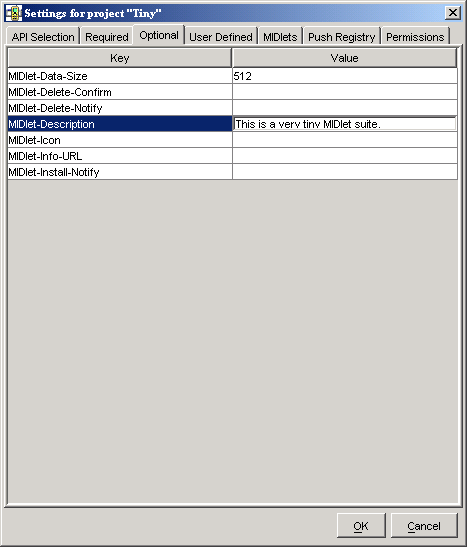 Settings for project "Tiny"
API Selection Required Optional User Defined MIDlets Push Registry Permissions
Key Value
MIDlet-Data-Size 512
MIDlet-Delete-Confirm
MIDlet-Delete-Notify
MIDlet-Description This is a very tiny MIDlet suite.
MIDlet-Icon
MIDlet-Info-URL
MIDlet-Install-Notify
OK Cancel